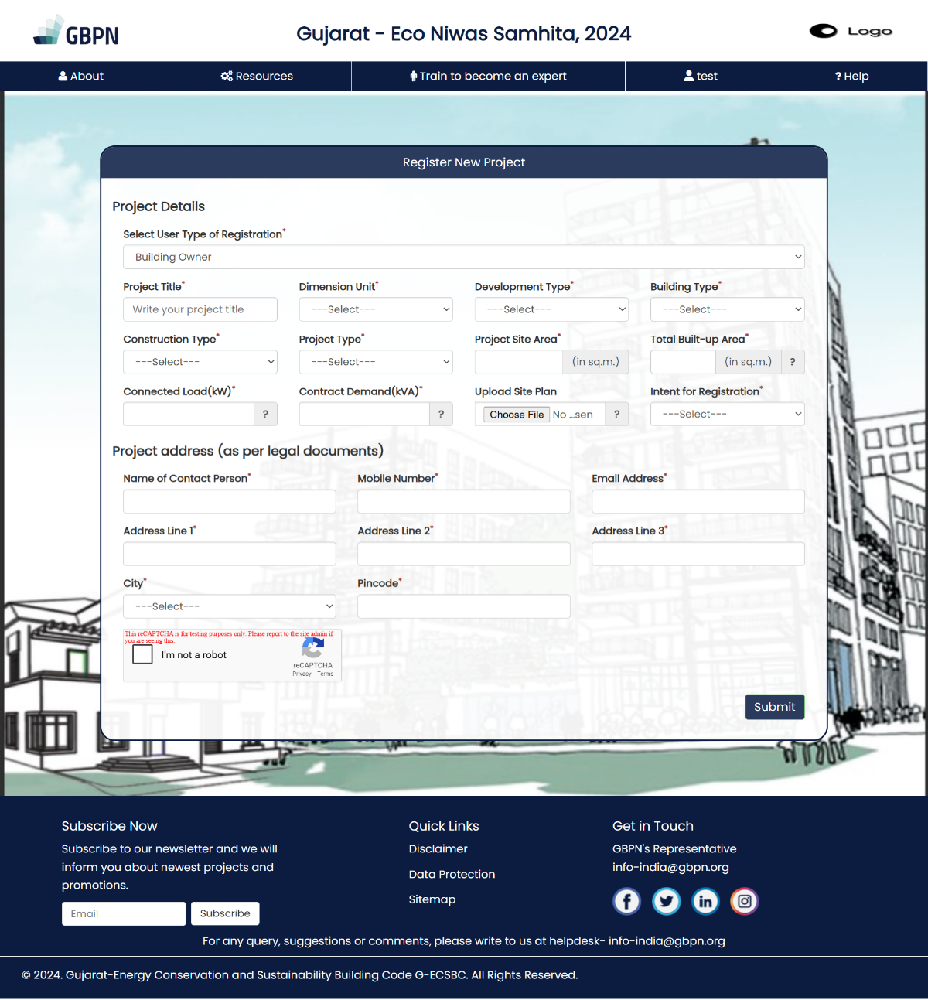 GBPN
Gujarat - Eco Niwas Samhita, 2024
Logo
About
Resources
Train to become an expert
test
? Help
Register New Project
Project Details
Select User Type of Registration*
Building Owner
Project Title*
Dimension Unit*
Development Type*
Building Type*
Write your project title
---Select---
---Select---
---Select---
Construction Type*
Project Type*
Project Site Area*
Total Built-up Area*
---Select---
---Select---
(in sq.m.)
(in sq.m.) ?
Connected Load(kW)*
Contract Demand(kVA)*
Upload Site Plan
Intent for Registration*
?
?
Choose File No ...sen ?
---Select---
Project address (as per legal documents)
Name of Contact Person*
Mobile Number*
Email Address*
Address Line 1*
Address Line 2*
Address Line 3*
City*
Pincode*
---Select---
This reCAPTCHA is for testing purposes only. Please report to the site admin if
you are seeing this.
I'm not a robot
reCAPTCHA
Privacy - Terms
Submit
Subscribe Now
Subscribe to our newsletter and we will
inform you about newest projects and
promotions.
Email
Subscribe
Quick Links
Disclaimer
Data Protection
Sitemap
Get in Touch
GBPN's Representative
info-india@gbpn.org
For any query, suggestions or comments, please write to us at helpdesk- info-india@gbpn.org
© 2024. Gujarat-Energy Conservation and Sustainability Building Code G-ECSBC. All Rights Reserved.